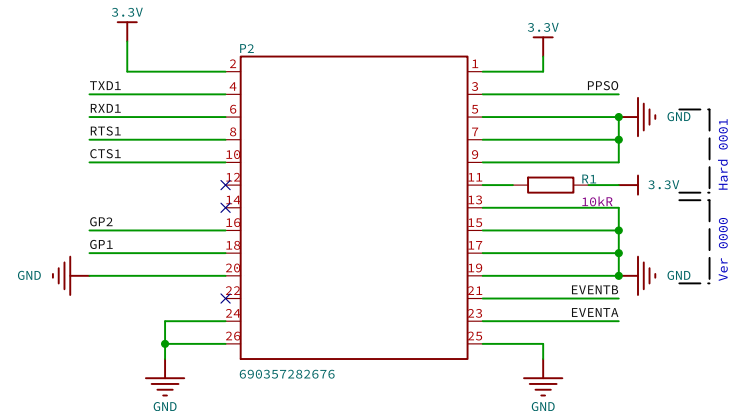 3.3V
3.3V
P2
2
1
TXD1
4
3
PPSO
RXD1
6
5
GND
RTS1
8
7
CTS1
10
9
12
11
R1
3.3V
Hard 0001
14
13
10kR
GP2
16
15
GP1
18
17
GND
20
19
GND
Ver 0000
22
21
EVENTB
24
23
EVENTA
26
25
690357282676
GND
GND